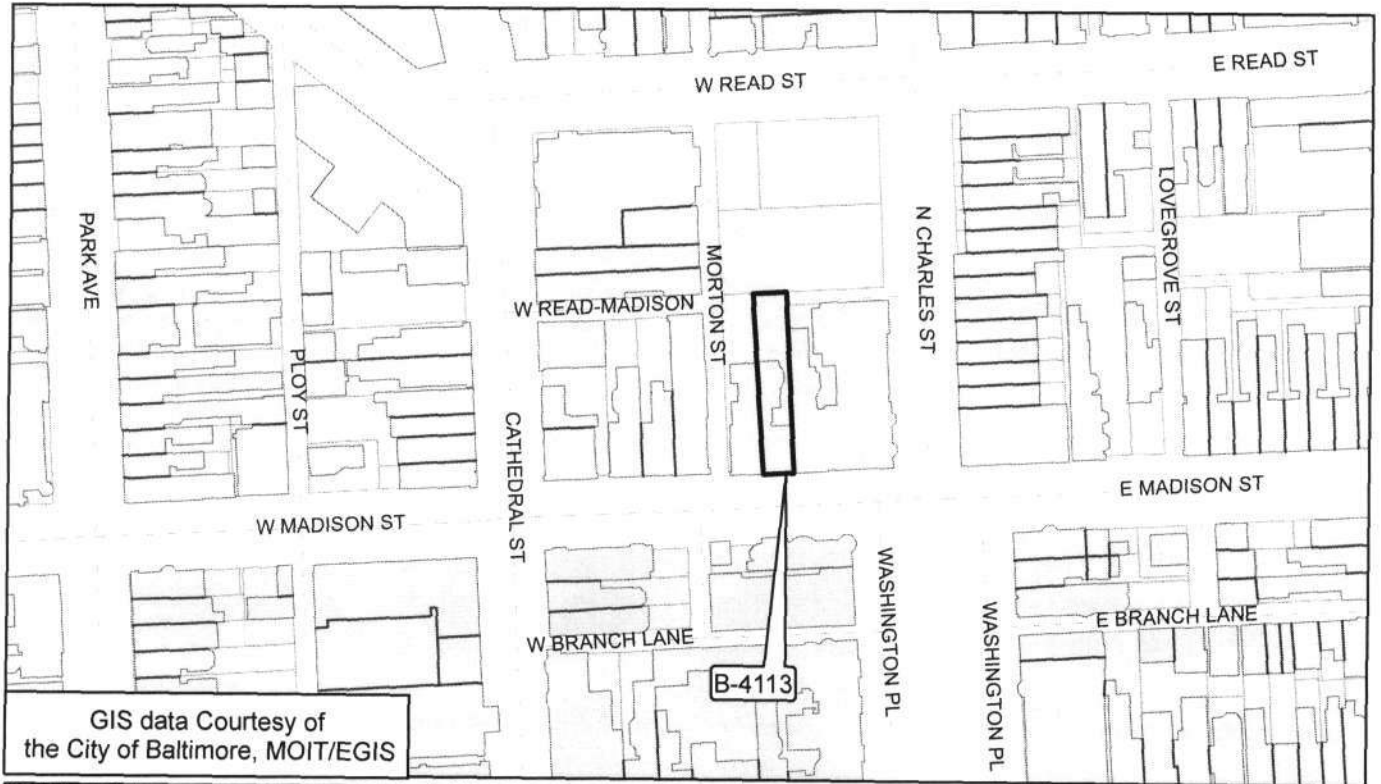 W READ ST
E READ ST
PARK AVE
N CHARLES ST
LOVEGROVE ST
MORTON ST
W READ-MADISON
PLOY ST
CATHEDRAL ST
E MADISON ST
W MADISON ST
WASHINGTON PL
WASHINGTON PL
E BRANCH LANE
W BRANCH LANE
B-4113
GIS data Courtesy of
the City of Baltimore, MOIT/EGIS